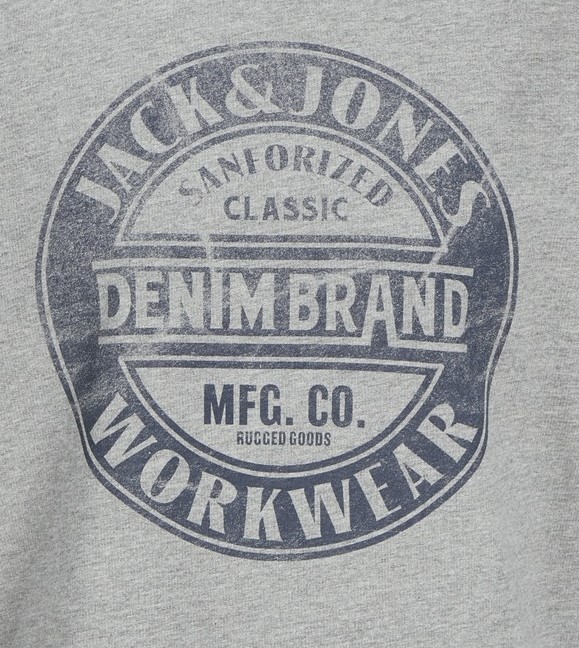 JACK&JONES
SANFORIZED
CLASSIC
DENIM BRAND
MFG. CO.
RUGGED GOODS
WORKWEAR